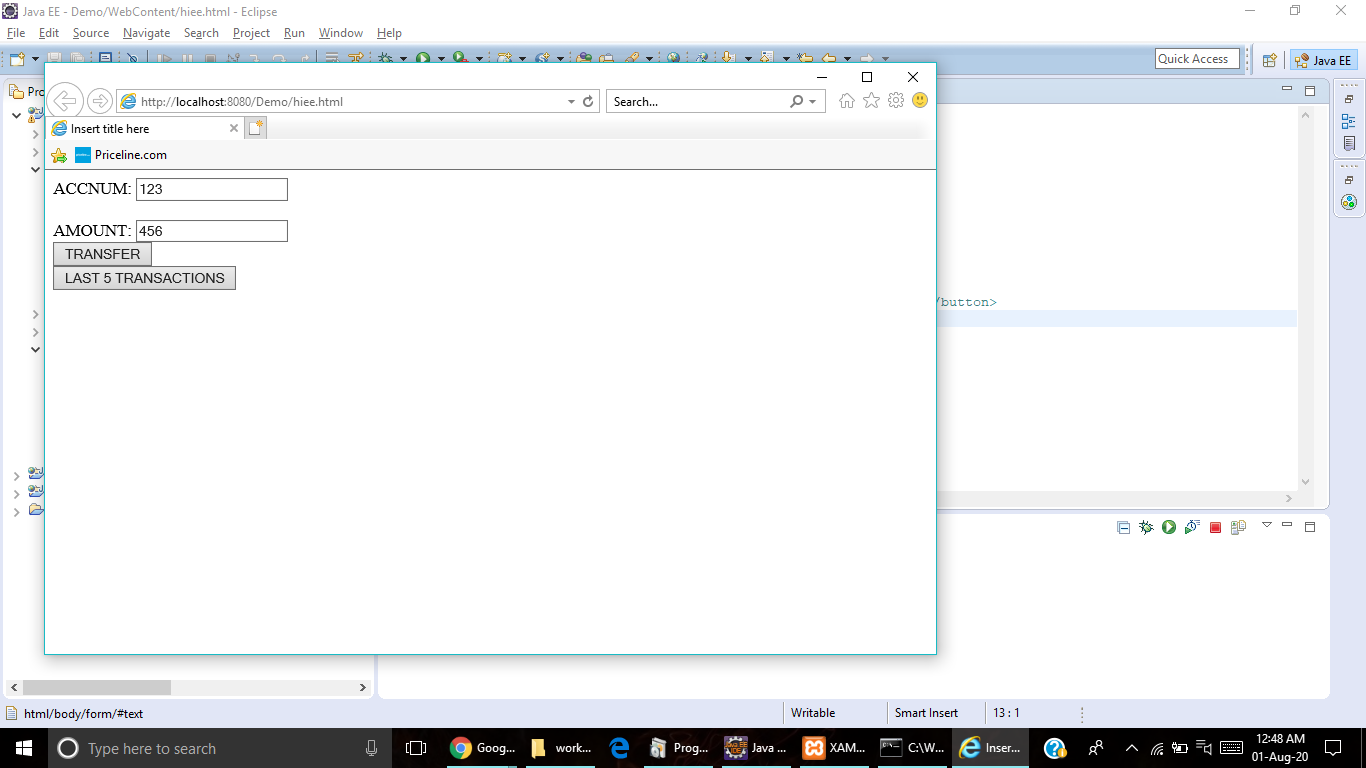 Java EE - Demo/WebContent/hiee.html - Eclipse
File Edit Source Navigate Search Project Run Window Help
Quick Access
Java EE
Pro
http://localhost:8080/Demo/hiee.html
Search...
Insert title here
Priceline.com
ACCNUM: 123
AMOUNT: 456
TRANSFER
LAST 5 TRANSACTIONS
/button>
html/body/form/#text
Writable
Smart Insert
13 : 1
Type here to search
Goog...
work...
Prog...
Java ...
XAM...
C:\W...
Inser...
12:48 AM
01-Aug-20